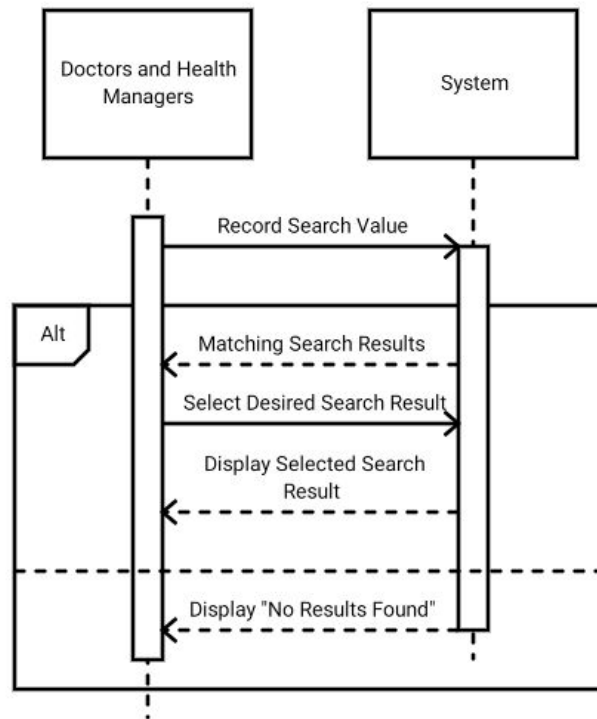 Doctors and Health
Managers
System
Record Search Value
Alt
Matching Search Results
Select Desired Search Result
Display Selected Search
Result
Display "No Results Found"